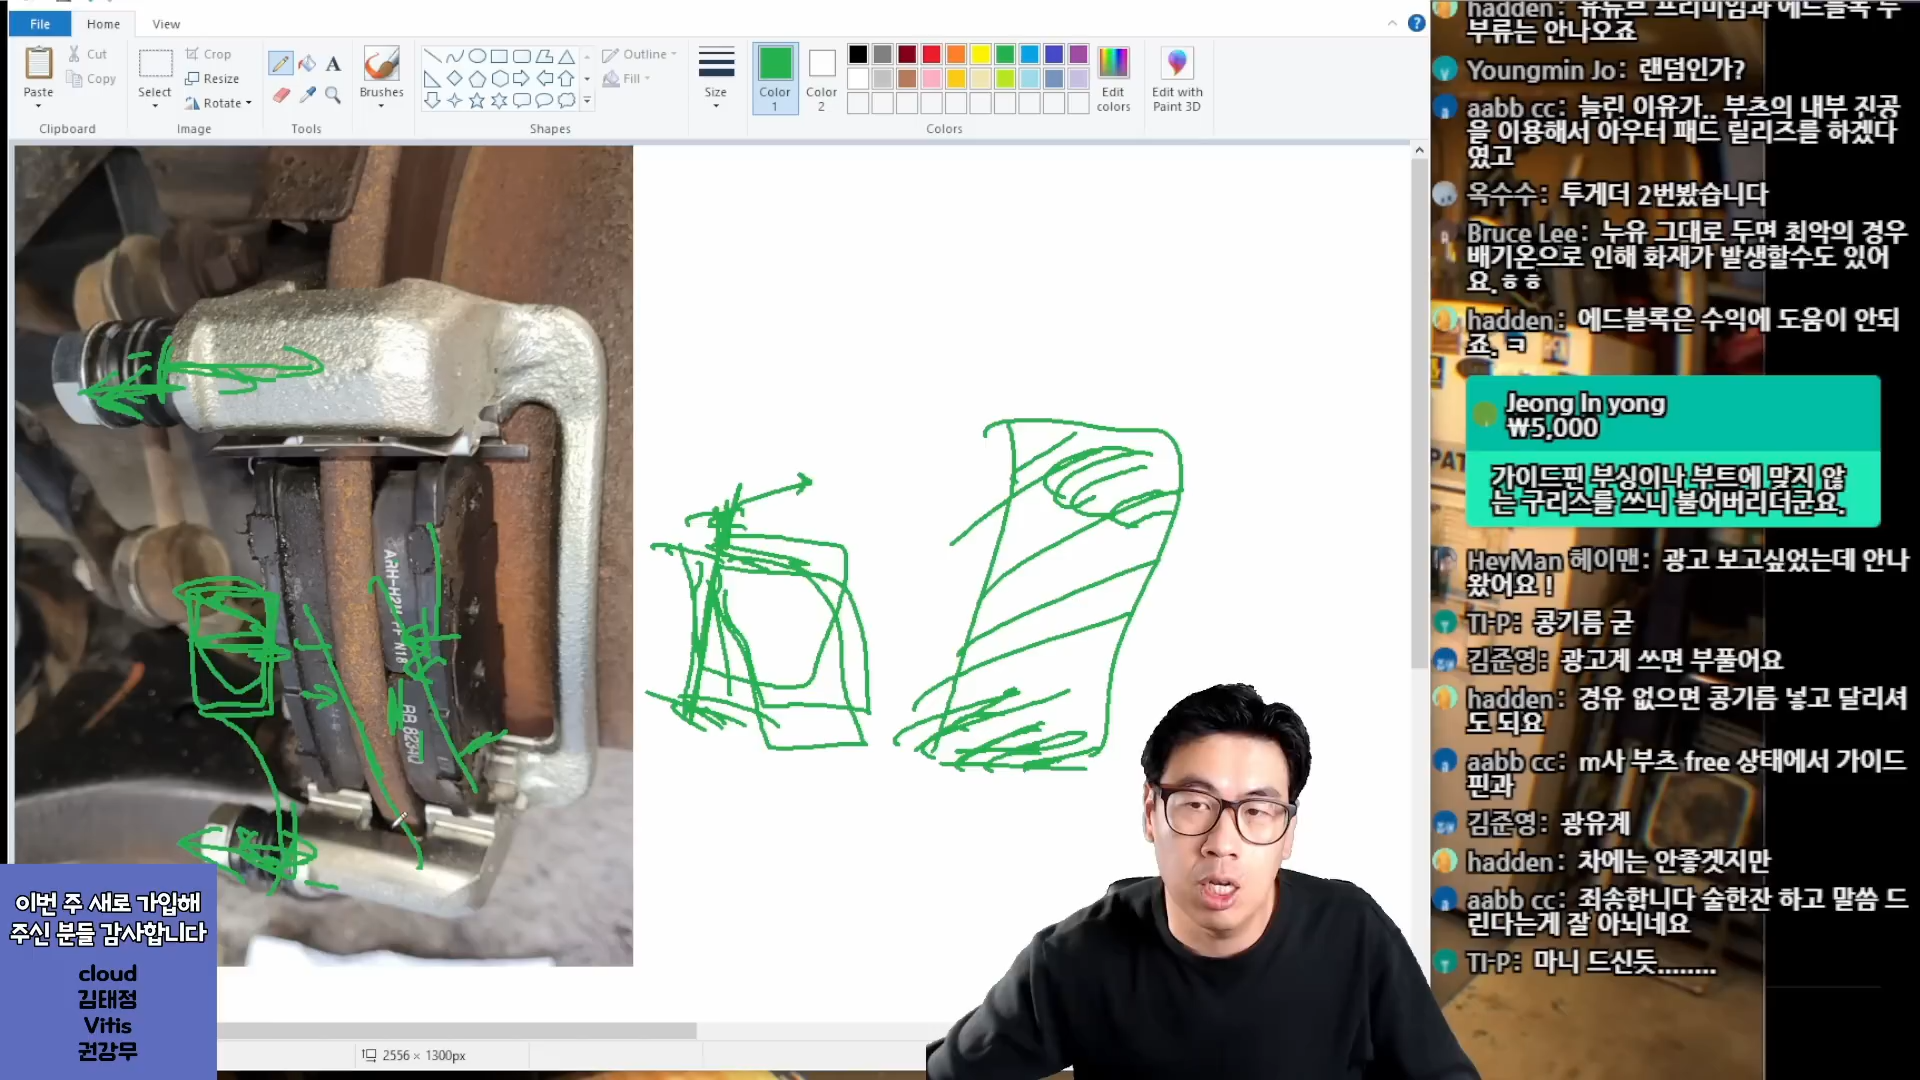 File
Home
View
Paste
Cut
Copy
Clipboard
Select
Crop
Resize
Rotate
Image
Tools
Brushes
Shapes
Outline
Fill
Size
Color
1
Color
2
Colors
Edit
colors
Edit with
Paint 3D
2556 × 1300px
이번 주 새로 가입해
주신 분들 감사합니다
cloud
김태정
Vitis
권강무
hadden: 유튜브 프리미엄과 에드블록 두
부류는 안나오죠
Youngmin Jo: 랜덤인가?
aabb cc: 늘린 이유가.. 부츠의 내부 진공
을 이용해서 아우터 패드 릴리즈를 하겠다
였고
옥수수: 투게더 2번봤습니다
Bruce Lee: 누유 그대로 두면 최악의 경우
배기온으로 인해 화재가 발생할수도 있어
요.ㅎㅎ
hadden: 에드블록은 수익에 도움이 안되
죠. ㅋ
Jeong In yong
₩5,000
가이드핀 부싱이나 부트에 맞지 않
는 구리스를 쓰니 불어버리더군요.
HeyMan 헤이맨: 광고 보고싶었는데 안나
왔어요 !
TI-P: 콩기름 굳
김준영: 광고게 쓰면 부풀어요
hadden: 경유 없으면 콩기름 넣고 달리셔
도 되요
aabb cc: m사 부츠 free 상태에서 가이드
핀과
김준영: 광유계
hadden: 차에는 안좋겟지만
aabb cc: 죄송합니다 술한잔 하고 말씀 드
린다는게 잘 아뇌네요
TI-P: 마니 드신듯........